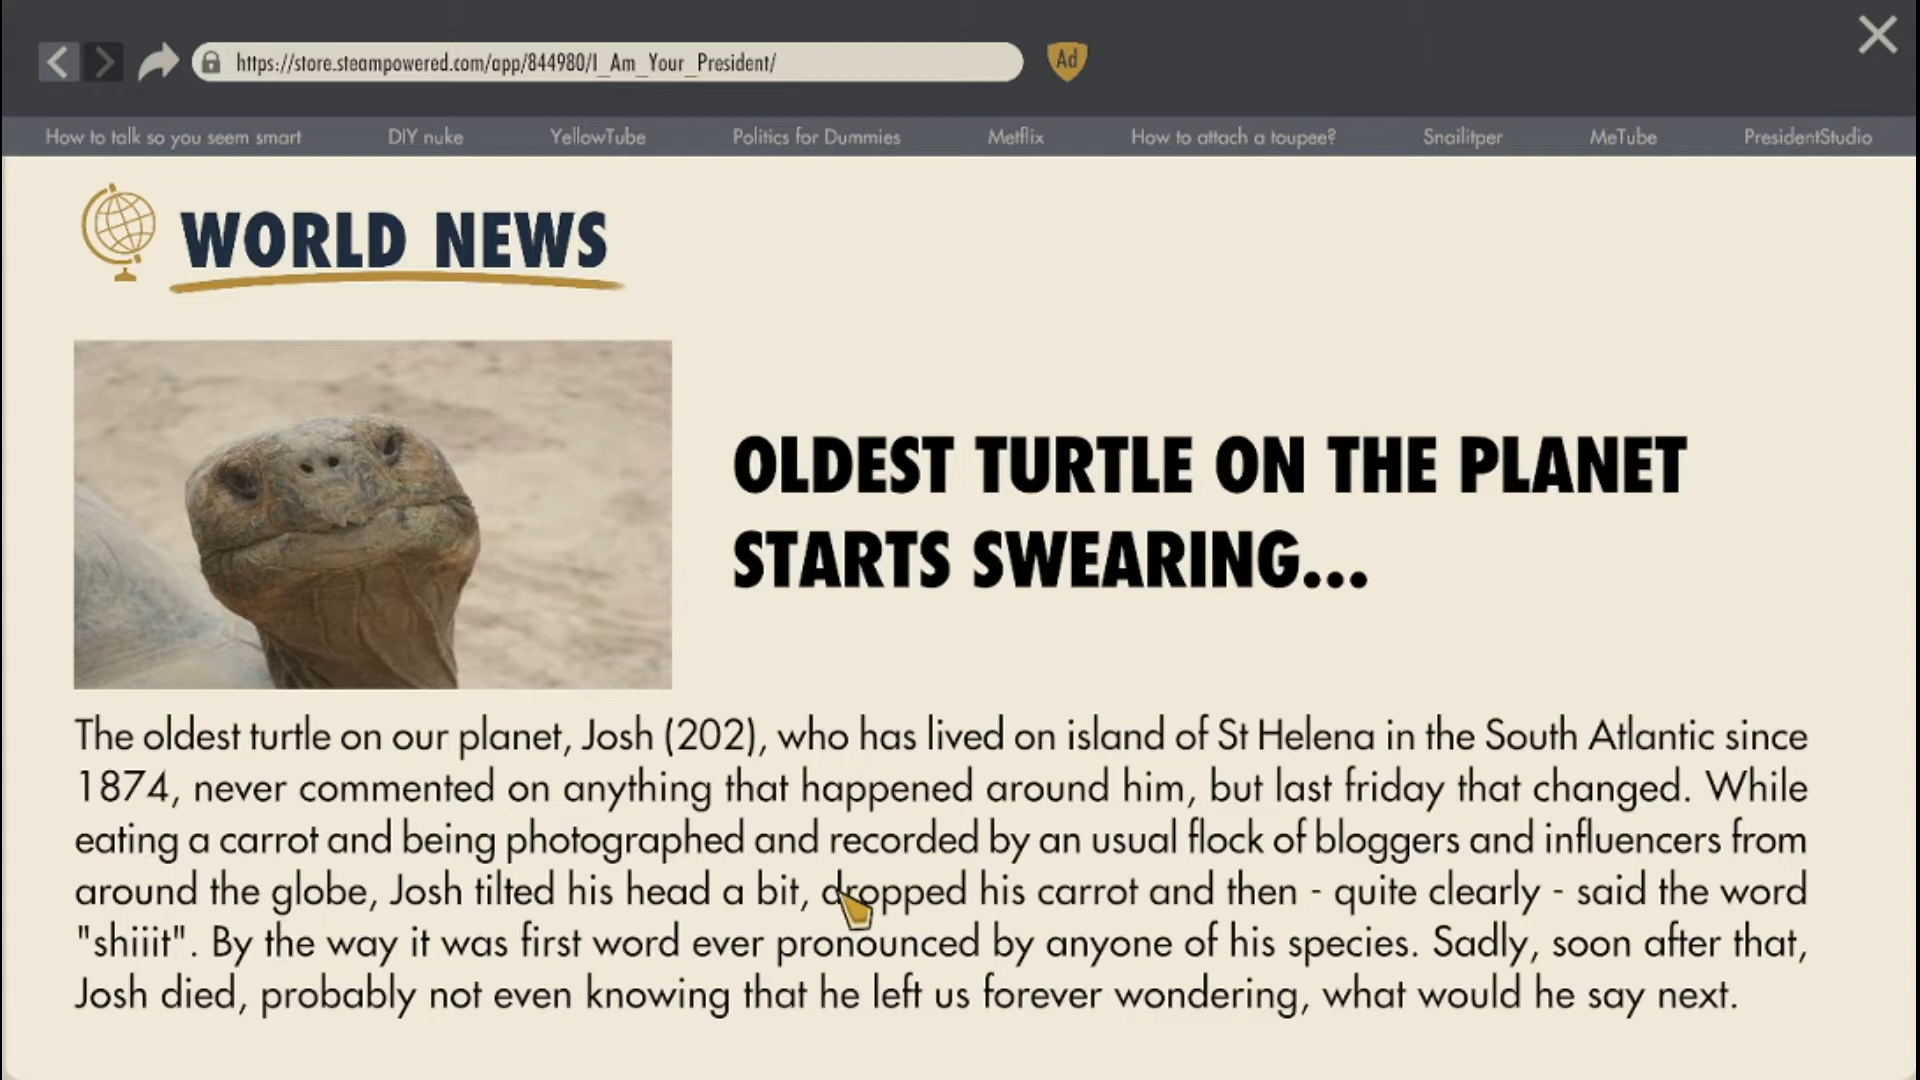 https://store.steampowered.com/app/844980/I_Am_Your_President/
Ad
How to talk so you seem smart DIY nuke YellowTube Politics for Dummies Metflix How to attach a toupee? Snailitper MeTube PresidentStudio
WORLD NEWS
OLDEST TURTLE ON THE PLANET
STARTS SWEARING...
The oldest turtle on our planet, Josh (202), who has lived on island of St Helena in the South Atlantic since
1874, never commented on anything that happened around him, but last friday that changed. While
eating a carrot and being photographed and recorded by an usual flock of bloggers and influencers from
around the globe, Josh tilted his head a bit, dropped his carrot and then - quite clearly - said the word
"shiiit". By the way it was first word ever pronounced by anyone of his species. Sadly, soon after that,
Josh died, probably not even knowing that he left us forever wondering, what would he say next.